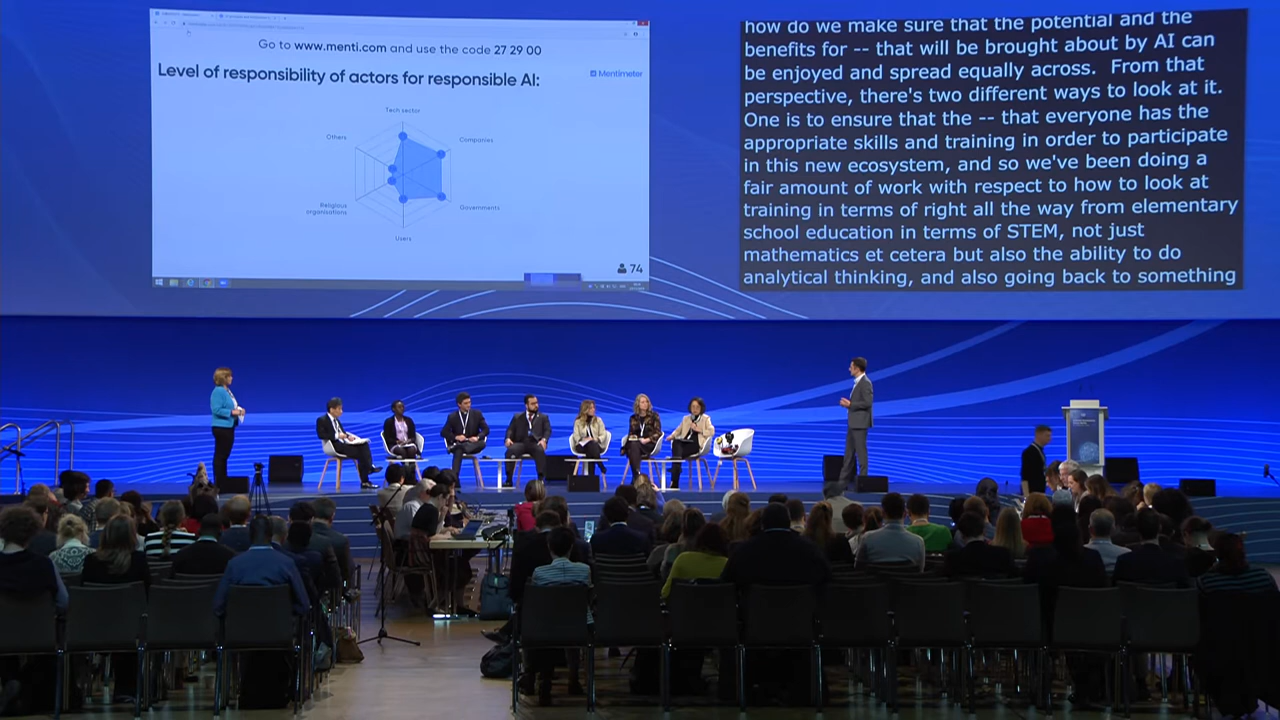 Go to www.menti.com and use the code 27 29 00
Level of responsibility of actors for responsible AI:
Mentimeter
Tech sector
Others
Companies
Religious
organisations
Governments
Users
74
how do we make sure that the potential and the
benefits for -- that will be brought about by AI can
be enjoyed and spread equally across.  From that
perspective, there's two different ways to look at it.
One is to ensure that the -- that everyone has the
appropriate skills and training in order to participate
in this new ecosystem, and so we've been doing a
fair amount of work with respect to how to look at
training in terms of right all the way from elementary
school education in terms of STEM, not just
mathematics et cetera but also the ability to do
analytical thinking, and also going back to something